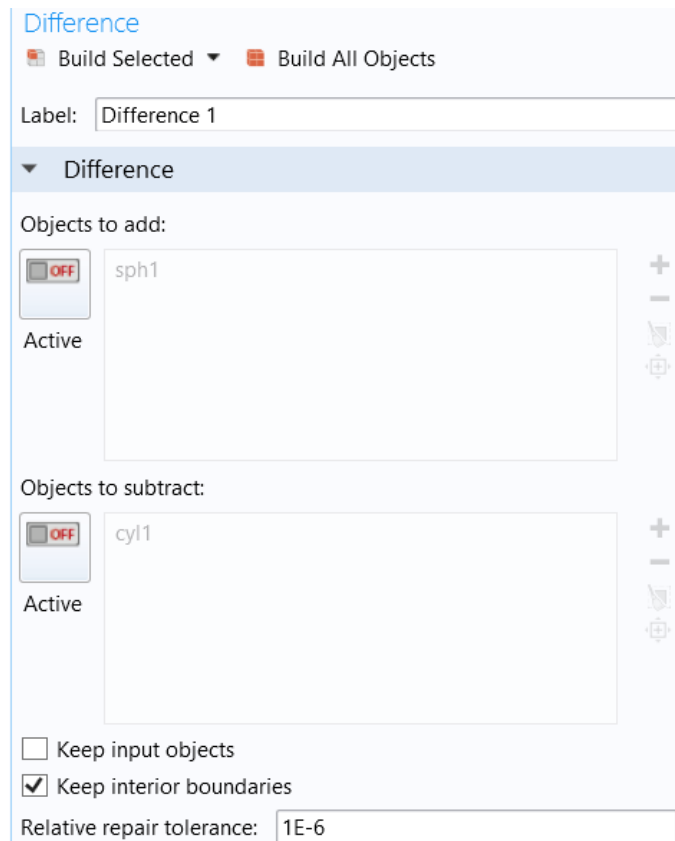 Difference
Build Selected Build All Objects
Label: Difference 1
Difference
Objects to add:
OFF sph1
Active
Objects to subtract:
OFF cyl1
Active
Keep input objects
Keep interior boundaries
Relative repair tolerance: 1E-6